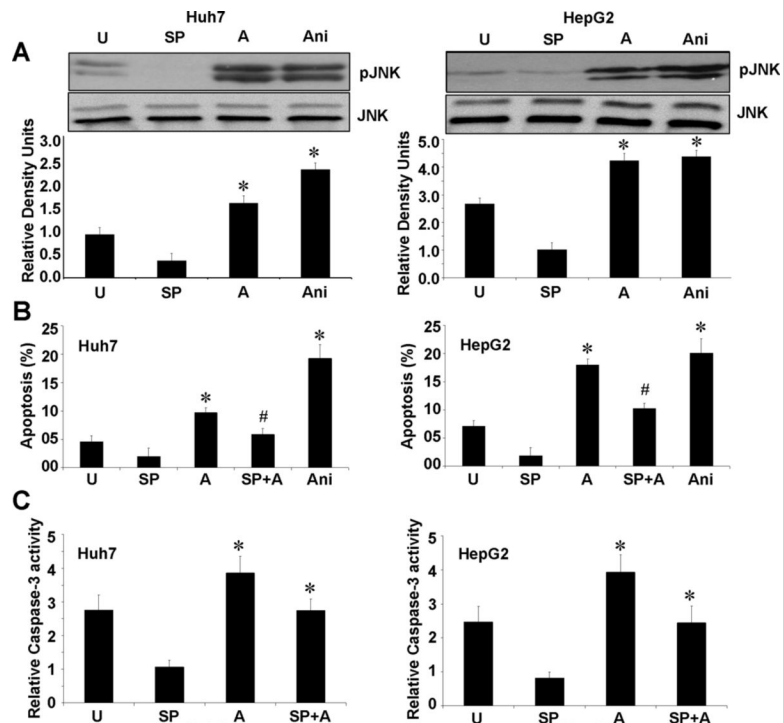 Huh7
HepG2
A
U SP A Ani
U SP A Ani
pJNK
pJNK
JNK
JNK
Relative Density Units
3.0
2.5
2.0
1.5
1.0
0.5
0.0
*
*
U SP A Ani
Relative Density Units
5.0
4.0
3.0
2.0
1.0
0.0
*
*
U SP A Ani
B
Apoptosis (%)
25
20
15
10
05
00
Huh7
*
#
*
U SP A SP+A Ani
Apoptosis (%)
25
20
15
10
05
00
HepG2
*
#
*
U SP A SP+A Ani
C
Relative Caspase-3 activity
5
4
3
2
1
0
Huh7
*
*
U SP A SP+A
Relative Caspase-3 activity
5
4
3
2
1
0
HepG2
*
*
U SP A SP+A